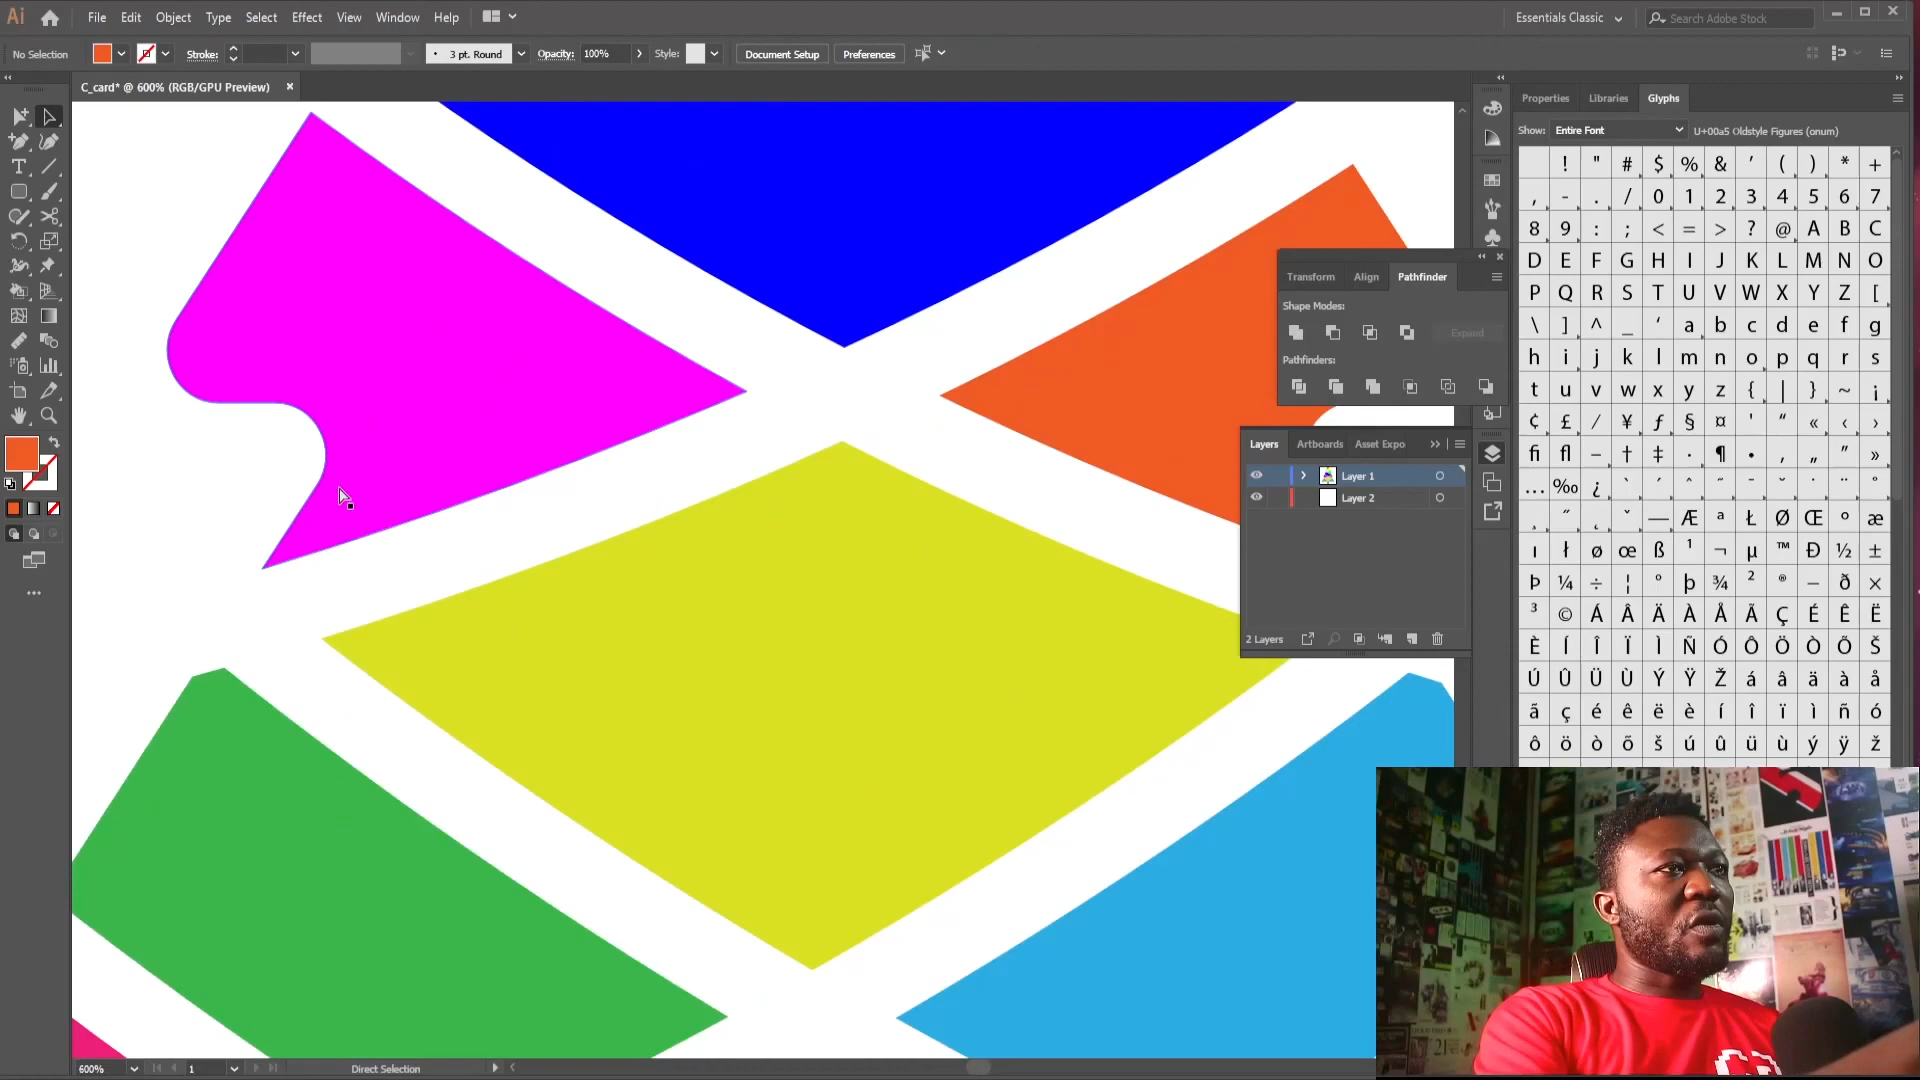 Ai File Edit Object Type Select Effect View Window Help Essentials Classic Search Adobe Stock
No Selection Stroke: 3 pt. Round Opacity: 100% Style: Document Setup Preferences
C_card* @ 600% (RGB/GPU Preview)
Properties Libraries Glyphs
Show: Entire Font U+00a5 Oldstyle Figures (onum)
! " # $ % & ’ ( ) * +
, - . / 0 1 2 3 4 5 6 7
8 9 : ; < = > ? @ A B C
D E F G H I J K L M N O
P Q R S T U V W X Y Z [
\ ] ^ _ ‘ a b c d e f g
h i j k l m n o p q r s
t u v w x y z { | } ~ ¡
¢ £ ⁄ ¥ ƒ § ¤ ' “ « ‹ ›
ﬁ ﬂ – † ‡ · ¶ • ‚ „ ” »
… ‰ ¿ ` ´ ˆ ˜ ¯ ˘ ˙ ¨ ˚
¸ ˝ ˛ ˇ — Æ ª Ł Ø Œ º æ
ı ł ø œ ß ¹ ¬ µ ™ Ð ½ ±
Þ ¼ ÷ ¦ ° þ ¾ ² ® − ð ×
³ © Á Â Ä À Å Ã Ç É Ê Ë
È Í Î Ï Ì Ñ Ó Ô Ö Ò Õ Š
Ú Û Ü Ù Ý Ÿ Ž á â ä à å
ã ç é ê ë è í î ï ì ñ ó
ô ö ò õ š ú û ü ù ý ÿ ž
Transform Align Pathfinder
Shape Modes:
Expand
Pathfinders:
Layers Artboards Asset Expo
Layer 1
Layer 2
2 Layers
600% 1 Direct Selection